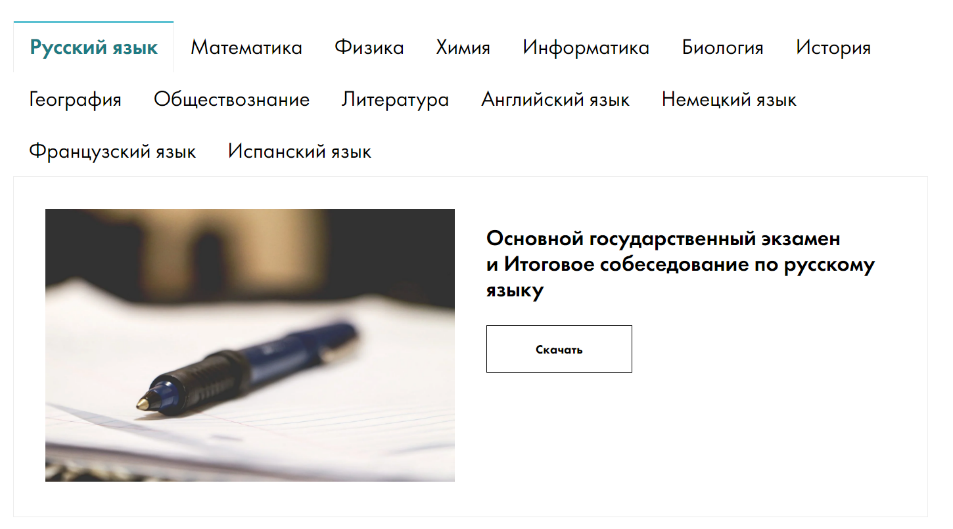 Русский язык Математика Физика Химия Информатика Биология История
География Обществознание Литература Английский язык Немецкий язык
Французский язык Испанский язык
Основной государственный экзамен
и Итоговое собеседование по русскому
языку
Скачать